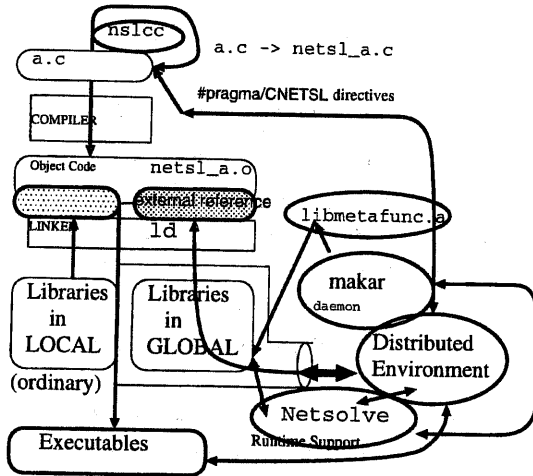 nslcc
a.c -> netsl_a.c
a.c
#pragma/CNETSL directives
COMPILER
Object Code
netsl_a.o
external reference
libmetafunc.a
LINKER
ld
makar
daemon
Libraries
in
LOCAL
Libraries
in
GLOBAL
Distributed
Environment
(ordinary)
Netsolve
Runtime Support
Executables